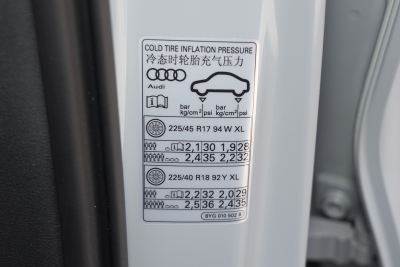 COLD TIRE INFLATION PRESSURE
冷态时轮胎充气压力
Audi
bar kg/cm² psi bar kg/cm² psi
225/45 R17 94 W XL
2,1 30 1,9 28
2,4 35 2,2 32
225/40 R18 92Y XL
2,2 32 2,0 29
2,5 36 2,4 35
8YG 010 502 A